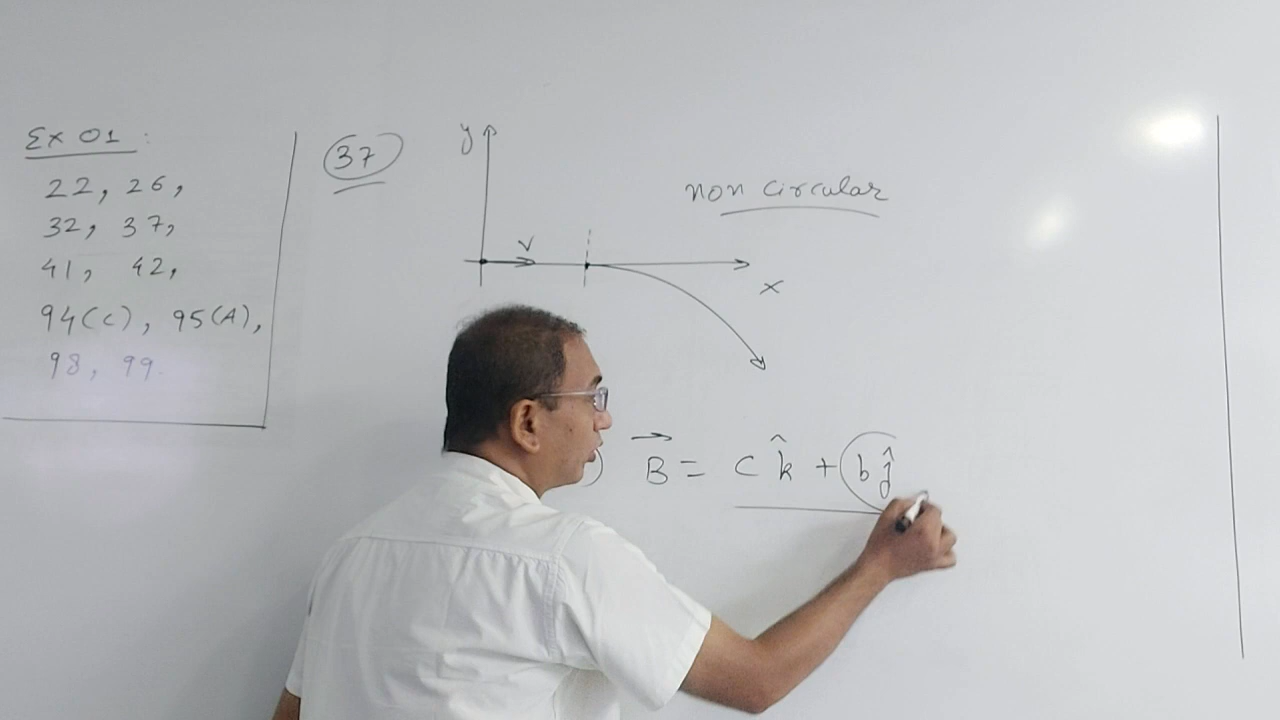 Ex 01 :
22, 26,
32, 37,
41, 42,
94(C), 95(A),
98, 99.
37
y
non circular
v
x
) B⃗ = c k̂ + b ĵ